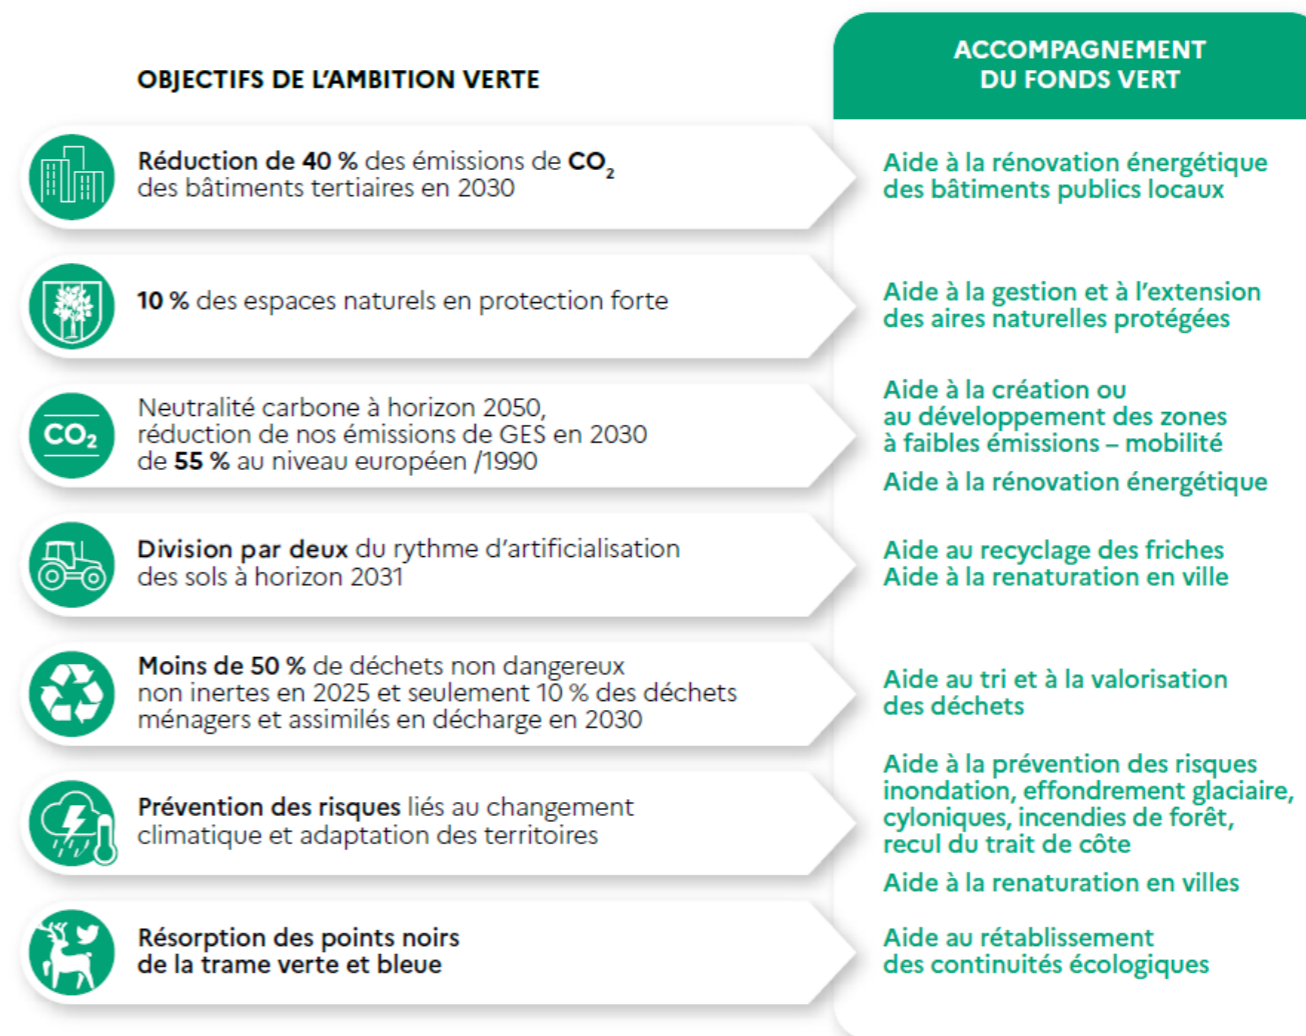 OBJECTIFS DE L’AMBITION VERTE
ACCOMPAGNEMENT
DU FONDS VERT
Réduction de 40 % des émissions de CO₂
des bâtiments tertiaires en 2030
Aide à la rénovation énergétique
des bâtiments publics locaux
10 % des espaces naturels en protection forte
Aide à la gestion et à l’extension
des aires naturelles protégées
CO₂
Neutralité carbone à horizon 2050,
réduction de nos émissions de GES en 2030
de 55 % au niveau européen /1990
Aide à la création ou
au développement des zones
à faibles émissions – mobilité
Aide à la rénovation énergétique
Division par deux du rythme d’artificialisation
des sols à horizon 2031
Aide au recyclage des friches
Aide à la renaturation en ville
Moins de 50 % de déchets non dangereux
non inertes en 2025 et seulement 10 % des déchets
ménagers et assimilés en décharge en 2030
Aide au tri et à la valorisation
des déchets
Prévention des risques liés au changement
climatique et adaptation des territoires
Aide à la prévention des risques
inondation, effondrement glaciaire,
cyloniques, incendies de forêt,
recul du trait de côte
Aide à la renaturation en villes
Résorption des points noirs
de la trame verte et bleue
Aide au rétablissement
des continuités écologiques